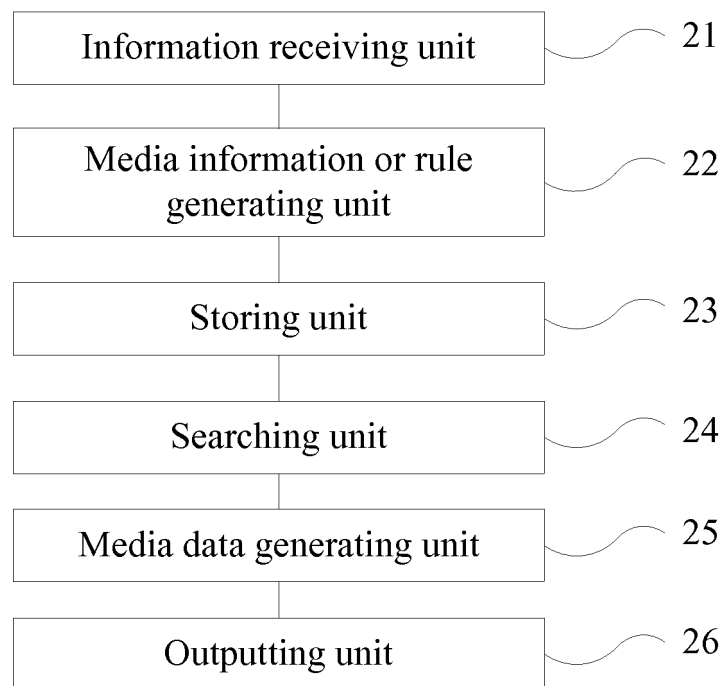 Information receiving unit 21
Media information or rule
generating unit 22
Storing unit 23
Searching unit 24
Media data generating unit 25
Outputting unit 26